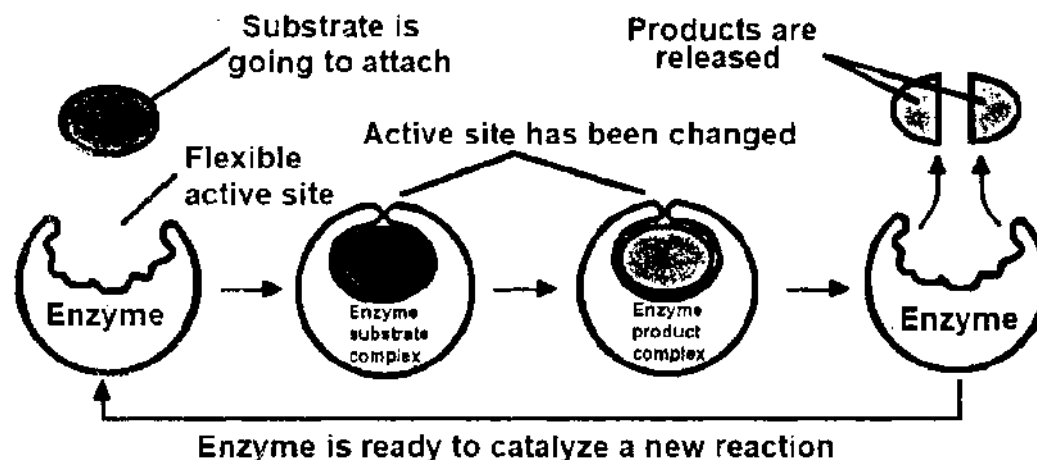 Substrate is
going to attach
Products are
released
Active site has been changed
Flexible
active site
Enzyme
Enzyme
substrate
complex
Enzyme
product
complex
Enzyme
Enzyme is ready to catalyze a new reaction